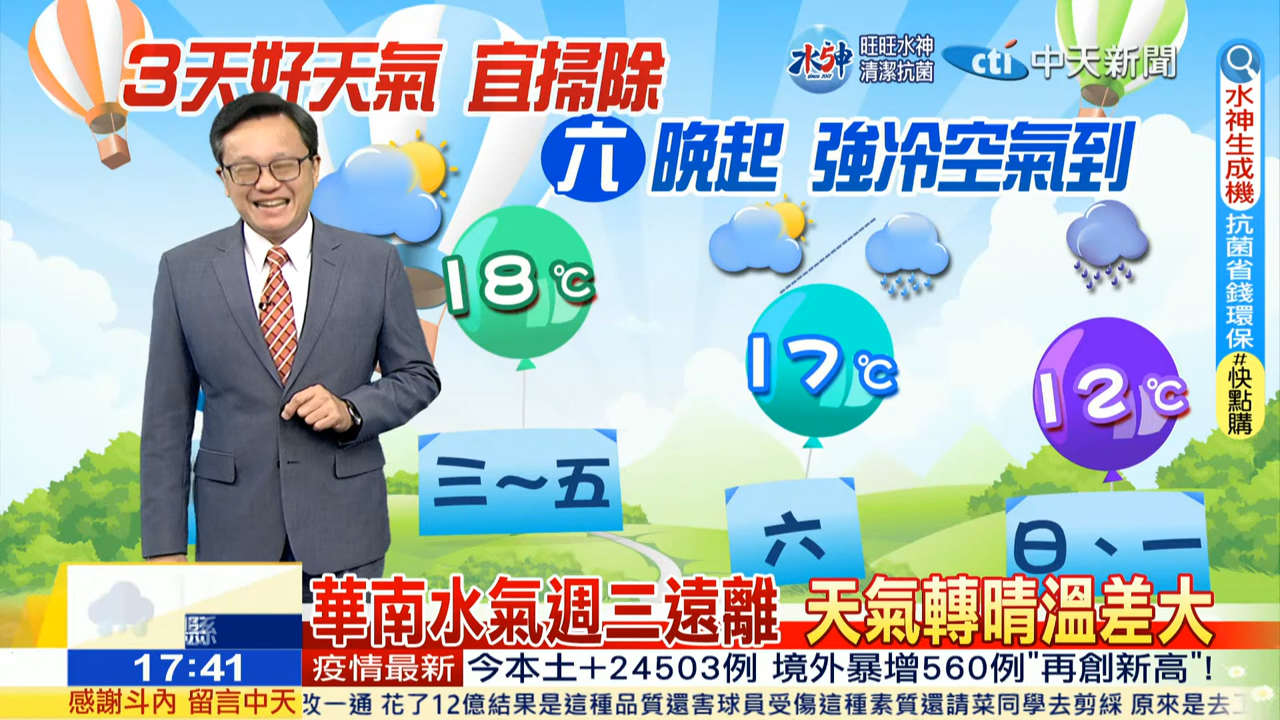 3天好天氣 宜掃除
六 晚起 強冷空氣到
水神
since 2007
旺旺水神
清潔抗菌
cti 中天新聞
水神生成機
抗菌省錢環保
#快點購
18℃
17℃
12℃
三～五
六
日、一
華南水氣週三遠離 天氣轉晴溫差大
縣
17:41
疫情最新 今本土+24503例 境外暴增560例"再創新高"!
感謝斗內 留言中天
改一通 花了12億結果是這種品質還害球員受傷這種素質還請菜同學去剪綵 原來是去工